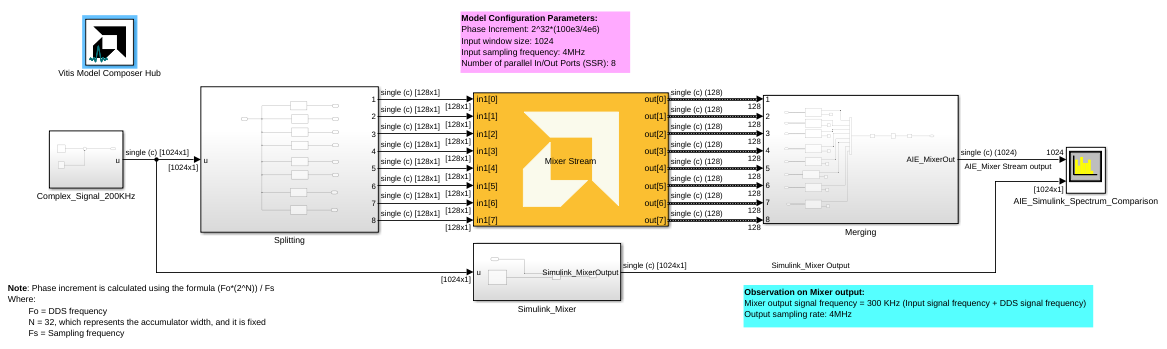 Model Configuration Parameters:
Phase Increment: 2^32*(100e3/4e6)
Input window size: 1024
Input sampling frequency: 4MHz
Number of parallel In/Out Ports (SSR): 8
Vitis Model Composer Hub
u
single (c) [1024x1]
[1024x1]
Complex_Signal_200KHz
u
1
2
3
4
5
6
7
8
Splitting
single (c) [128x1]
[128x1]
single (c) [128x1]
[128x1]
single (c) [128x1]
[128x1]
single (c) [128x1]
[128x1]
single (c) [128x1]
[128x1]
single (c) [128x1]
[128x1]
single (c) [128x1]
[128x1]
single (c) [128x1]
[128x1]
in1[0]
in1[1]
in1[2]
in1[3]
in1[4]
in1[5]
in1[6]
in1[7]
Mixer Stream
out[0]
out[1]
out[2]
out[3]
out[4]
out[5]
out[6]
out[7]
single (c) (128)
128
single (c) (128)
128
single (c) (128)
128
single (c) (128)
128
single (c) (128)
128
single (c) (128)
128
single (c) (128)
128
single (c) (128)
128
1
2
3
4
5
6
7
8
AIE_MixerOut
Merging
single (c) (1024)
1024
AIE_Mixer Stream output
[1024x1]
AIE_Simulink_Spectrum_Comparison
[1024x1]
u
Simulink_MixerOutput
Simulink_Mixer
single (c) [1024x1]
Simulink_Mixer Output
Note: Phase increment is calculated using the formula (Fo*(2^N)) / Fs
Where:
Fo = DDS frequency
N = 32, which represents the accumulator width, and it is fixed
Fs = Sampling frequency
Observation on Mixer output:
Mixer output signal frequency = 300 KHz (Input signal frequency + DDS signal frequency)
Output sampling rate: 4MHz